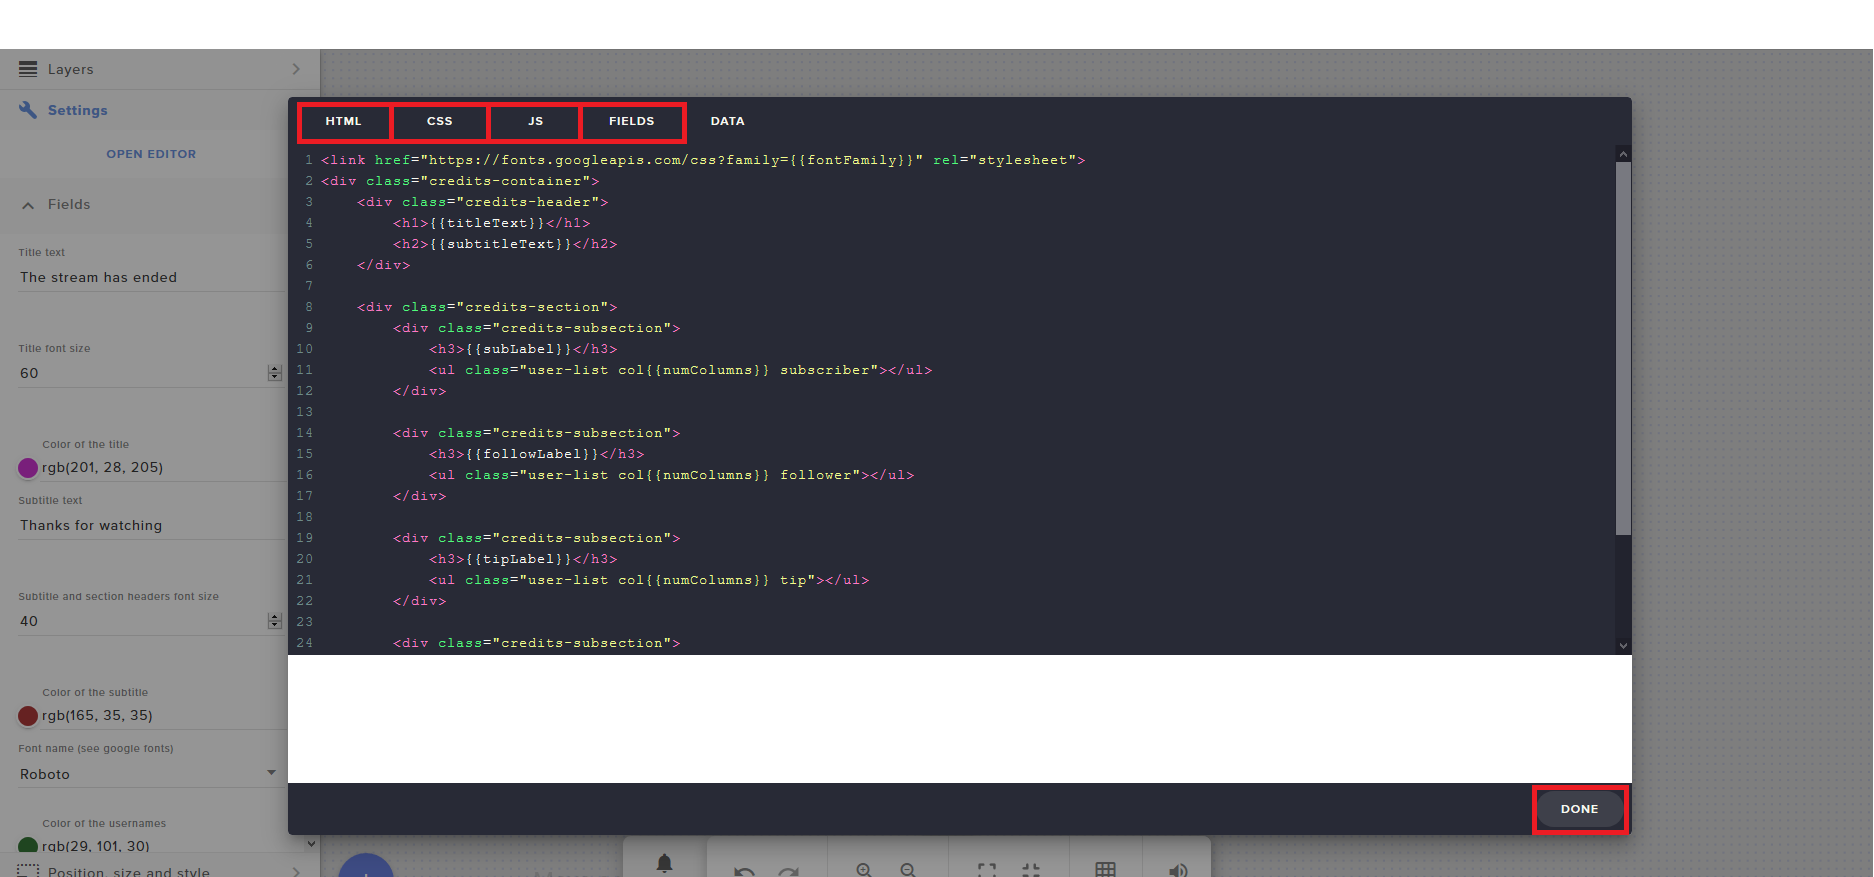 Layers
Settings
OPEN EDITOR
Fields
Title text
The stream has ended
Title font size
60
Color of the title
rgb(201, 28, 205)
Subtitle text
Thanks for watching
Subtitle and section headers font size
40
Color of the subtitle
rgb(165, 35, 35)
Font name (see google fonts)
Roboto
Color of the usernames
rgb(29, 101, 30)
Position, size and style
HTML CSS JS FIELDS DATA
1 <link href="https://fonts.googleapis.com/css?family={{fontFamily}}" rel="stylesheet">
2 <div class="credits-container">
3 <div class="credits-header">
4 <h1>{{titleText}}</h1>
5 <h2>{{subtitleText}}</h2>
6 </div>
7
8 <div class="credits-section">
9 <div class="credits-subsection">
10 <h3>{{subLabel}}</h3>
11 <ul class="user-list col{{numColumns}} subscriber"></ul>
12 </div>
13
14 <div class="credits-subsection">
15 <h3>{{followLabel}}</h3>
16 <ul class="user-list col{{numColumns}} follower"></ul>
17 </div>
18
19 <div class="credits-subsection">
20 <h3>{{tipLabel}}</h3>
21 <ul class="user-list col{{numColumns}} tip"></ul>
22 </div>
23
24 <div class="credits-subsection">
DONE